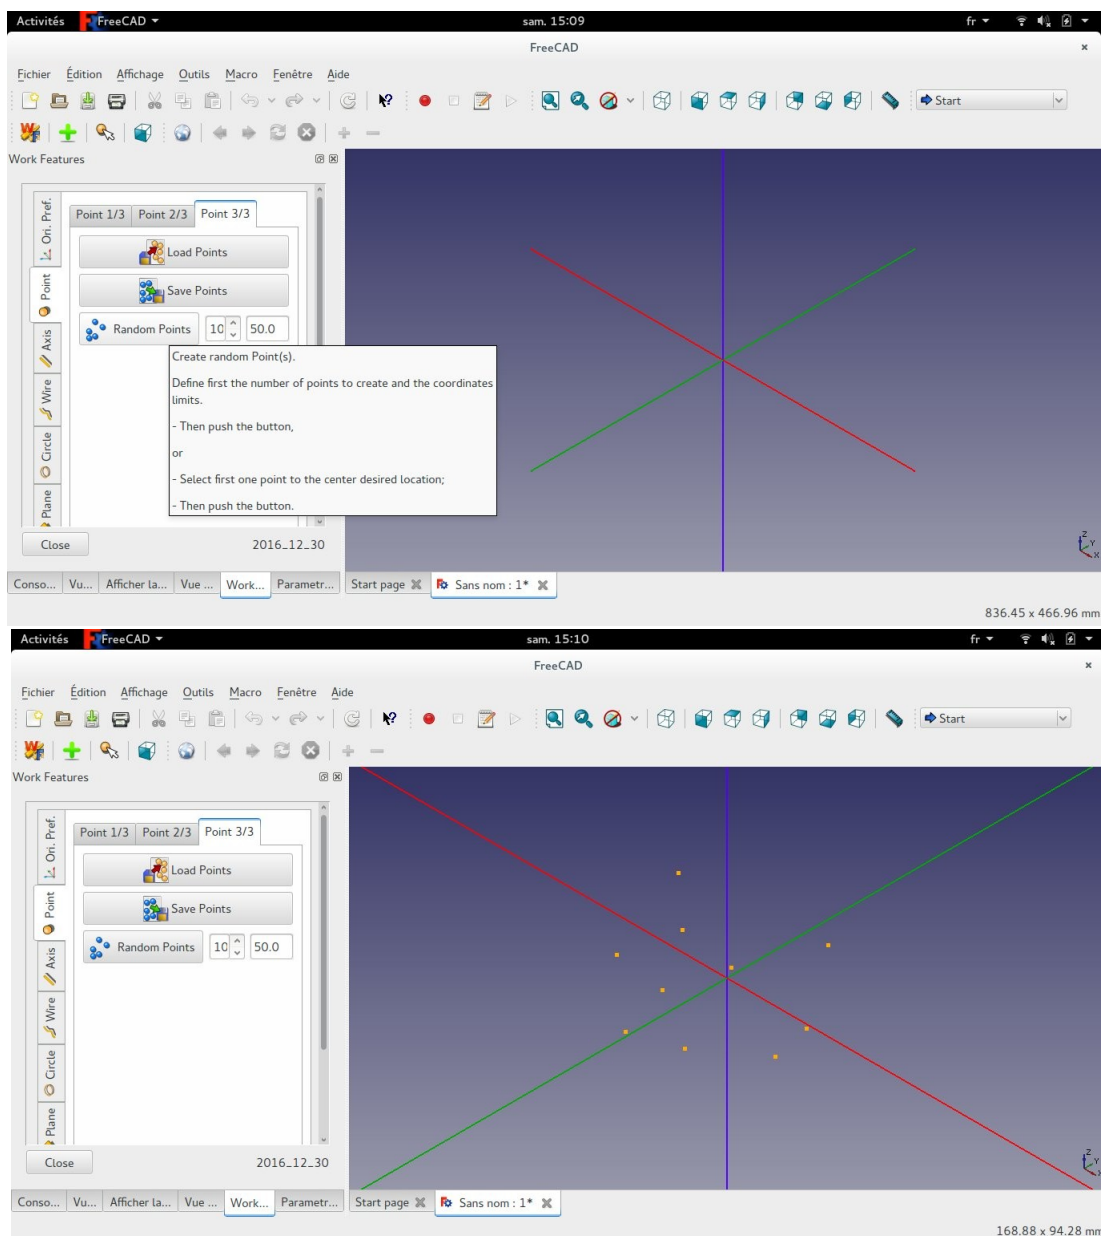 Activités FreeCAD sam. 15:09 fr
FreeCAD
Fichier Édition Affichage Outils Macro Fenêtre Aide
Start
Work Features
Ori. Pref.
Point
Axis
Wire
Circle
Plane
Point 1/3 Point 2/3 Point 3/3
Load Points
Save Points
Random Points 10 50.0
Create random Point(s).
Define first the number of points to create and the coordinates
limits.
- Then push the button,
or
- Select first one point to the center desired location;
- Then push the button.
Z
Y
X
Close 2016_12_30
Conso... Vu... Afficher la... Vue ... Work... Parametr... Start page Sans nom : 1*
836.45 x 466.96 mm
Activités FreeCAD sam. 15:10 fr
FreeCAD
Fichier Édition Affichage Outils Macro Fenêtre Aide
Start
Work Features
Ori. Pref.
Point
Axis
Wire
Circle
Plane
Point 1/3 Point 2/3 Point 3/3
Load Points
Save Points
Random Points 10 50.0
Z
Y
X
Close 2016_12_30
Conso... Vu... Afficher la... Vue ... Work... Parametr... Start page Sans nom : 1*
168.88 x 94.28 mm